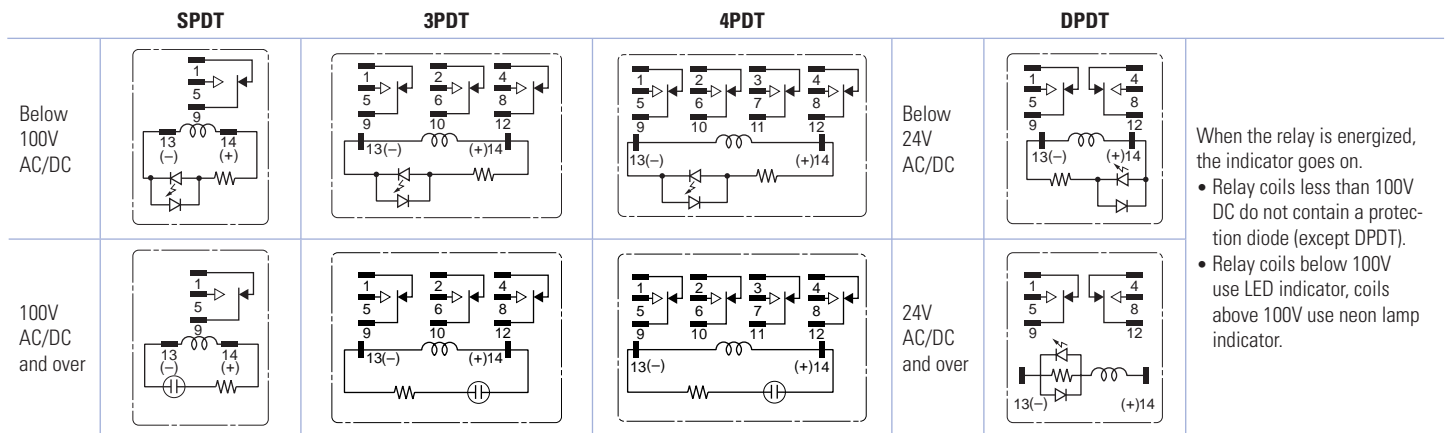 SPDT 3PDT 4PDT DPDT
Below
100V
AC/DC
1
5
9
13 14
(–) (+)
1 2 4
5 6 8
9 10 12
13(–) (+)14
1 2 3 4
5 6 7 8
9 10 11 12
13(–) (+)14
Below
24V
AC/DC
1 4
5 8
9 12
13(–) (+)14
When the relay is energized,
the indicator goes on.
• Relay coils less than 100V
DC do not contain a protec-
tion diode (except DPDT).
• Relay coils below 100V
use LED indicator, coils
above 100V use neon lamp
indicator.
100V
AC/DC
and over
1
5
9
13 14
(–) (+)
1 2 4
5 6 8
9 10 12
13(–) (+)14
1 2 3 4
5 6 7 8
9 10 11 12
13(–) (+)14
24V
AC/DC
and over
1 4
5 8
9 12
13(–) (+)14